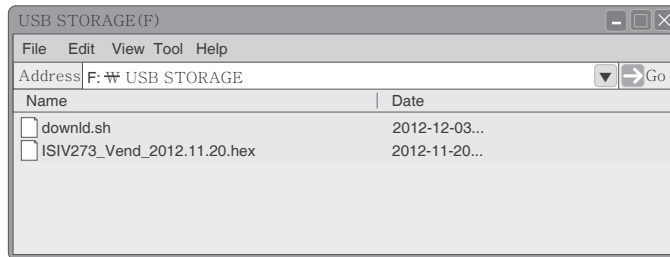 USB STORAGE(F)
File Edit View Tool Help
Address F: ₩ USB STORAGE Go
Name Date
downld.sh 2012-12-03...
ISIV273_Vend_2012.11.20.hex 2012-11-20...